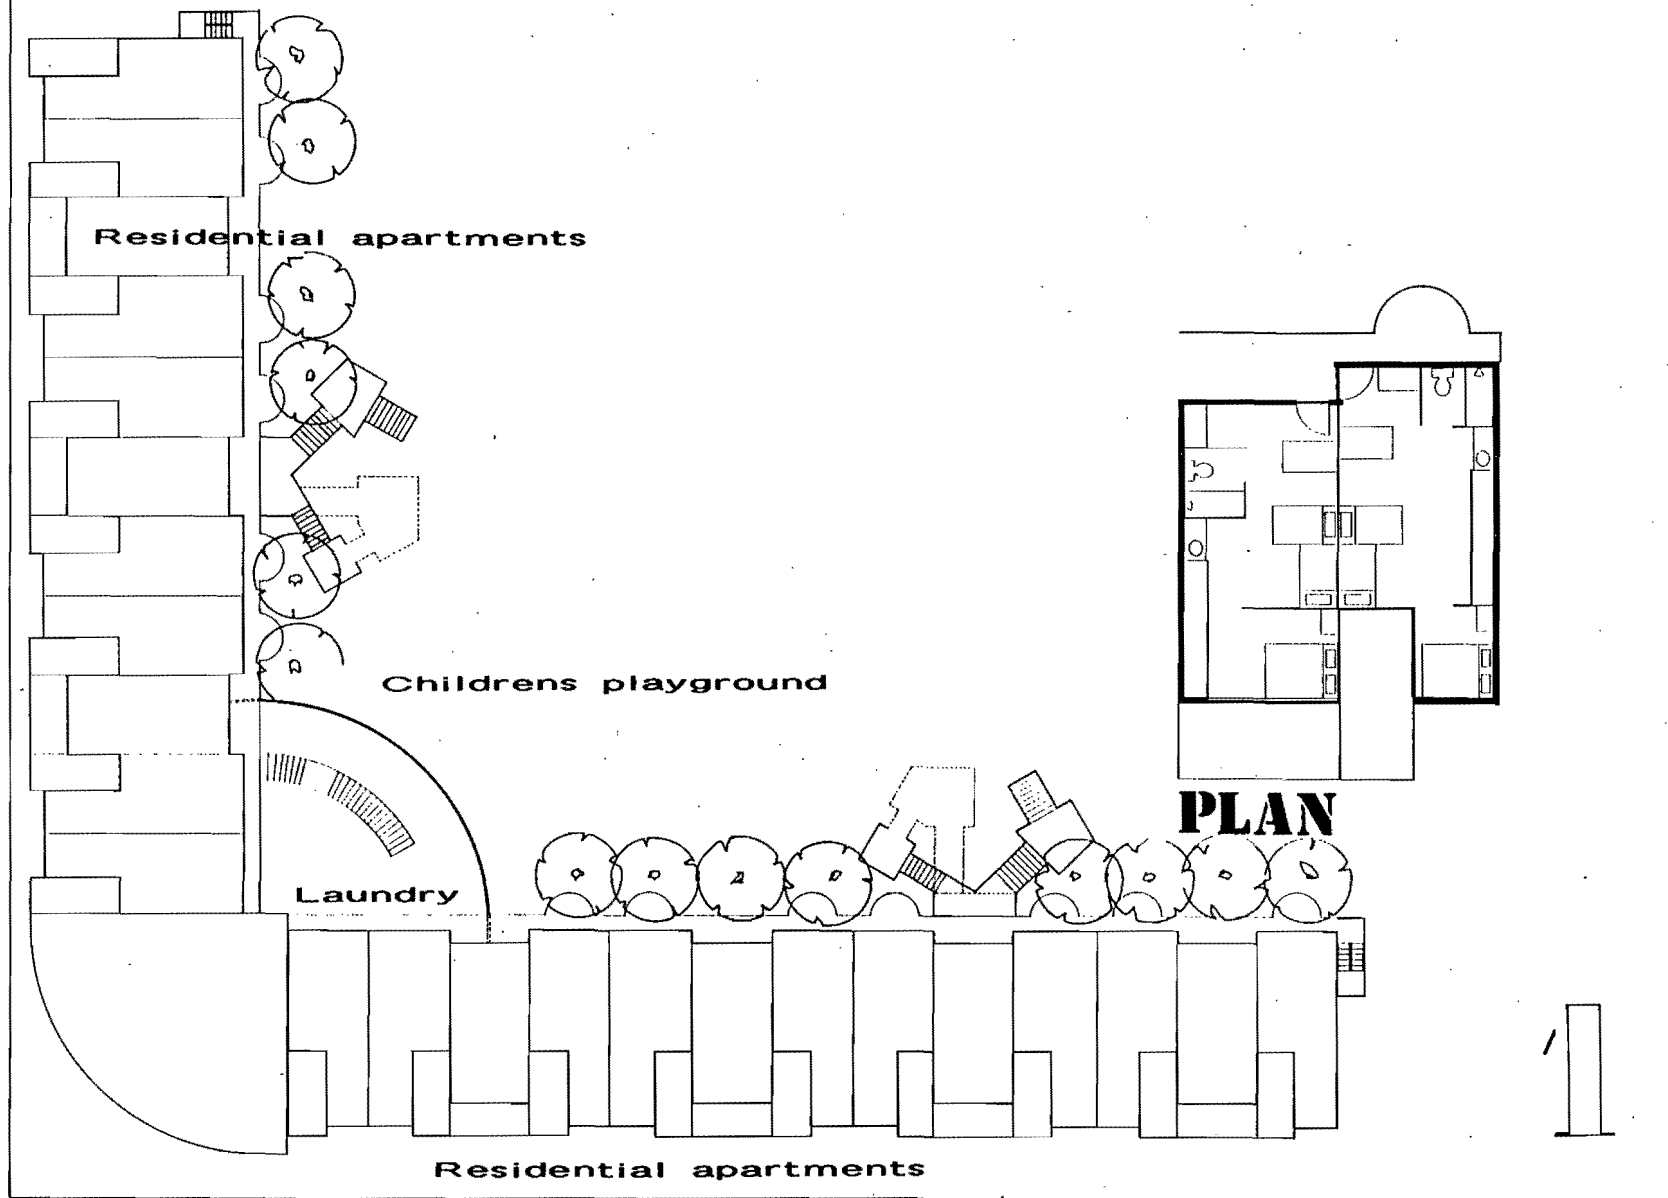 Residential apartments
Childrens playground
PLAN
Laundry
Residential apartments